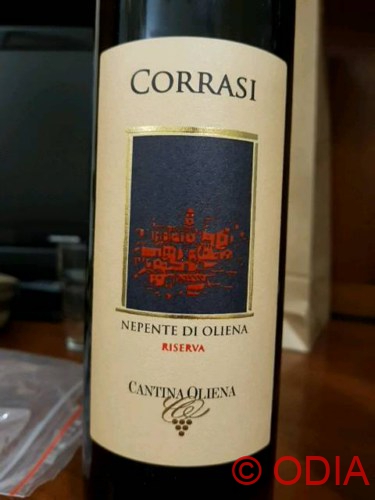 CORRASI
NEPENTE DI OLIENA
RISERVA
CANTINA OLIENA
© ODIA